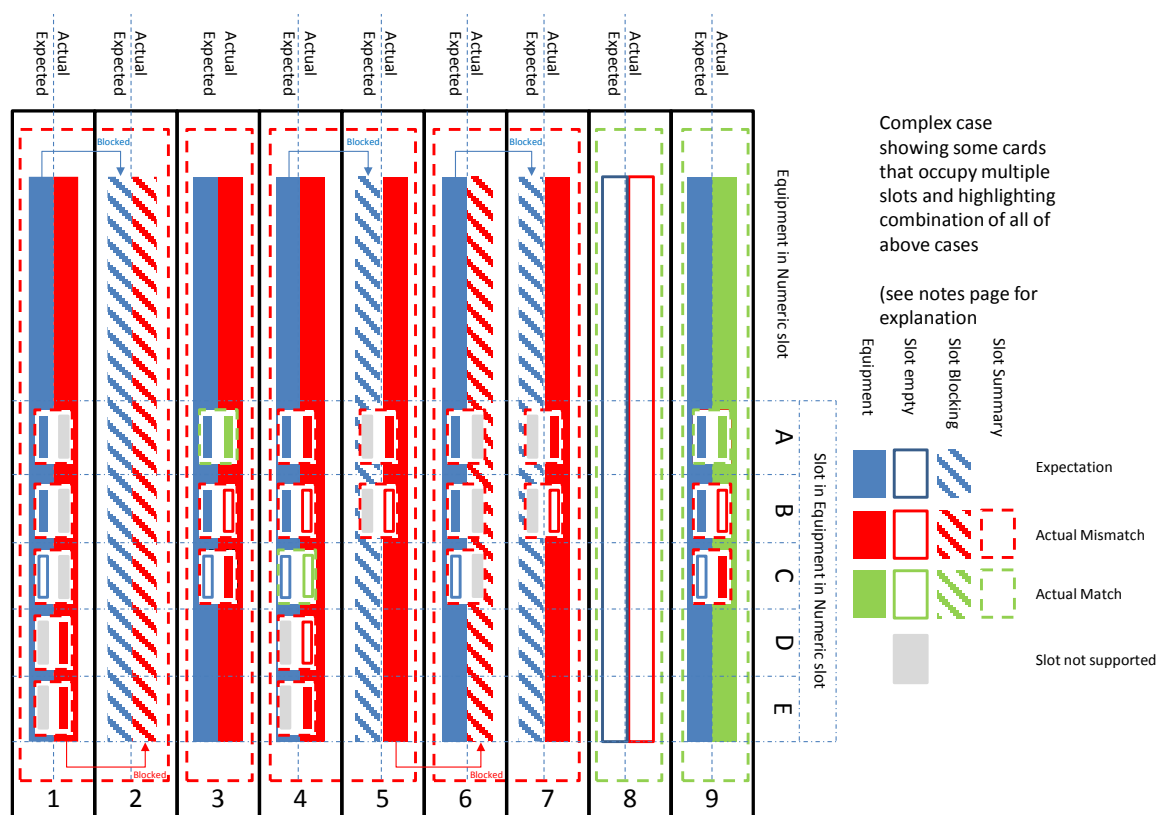 Actual
Expected
Actual
Expected
Actual
Expected
Actual
Expected
Actual
Expected
Actual
Expected
Actual
Expected
Actual
Expected
Actual
Expected
Blocked
Blocked
Blocked
Equipment in Numeric slot
A
B
C
D
E
Slot in Equipment in Numeric slot
Blocked
Blocked
1
2
3
4
5
6
7
8
9
Complex case
showing some cards
that occupy multiple
slots and highlighting
combination of all of
above cases
(see notes page for
explanation
Equipment
Slot empty
Slot Blocking
Slot Summary
Expectation
Actual Mismatch
Actual Match
Slot not supported